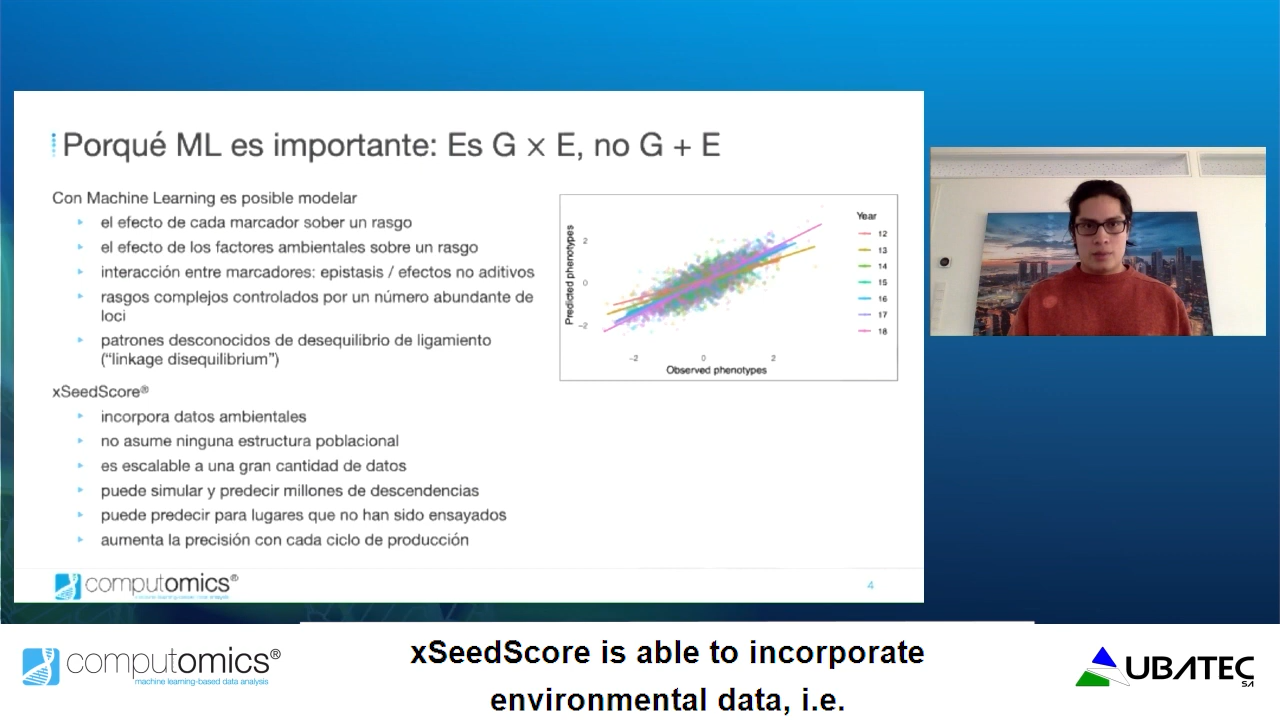 Porqué ML es importante: Es G × E, no G + E
Con Machine Learning es posible modelar
el efecto de cada marcador sober un rasgo
el efecto de los factores ambientales sobre un rasgo
interacción entre marcadores: epistasis / efectos no aditivos
rasgos complejos controlados por un número abundante de
loci
patrones desconocidos de desequilibrio de ligamiento
("linkage disequilibrium")
xSeedScore®
incorpora datos ambientales
no asume ninguna estructura poblacional
es escalable a una gran cantidad de datos
puede simular y predecir millones de descendencias
puede predecir para lugares que no han sido ensayados
aumenta la precisión con cada ciclo de producción
Predicted phenotypes
2
0
−2
−2 0 2
Observed phenotypes
Year
12
13
14
15
16
17
18
computomics®
4
computomics®
machine learning-based data analysis
xSeedScore is able to incorporate
environmental data, i.e.
UBATEC
SA